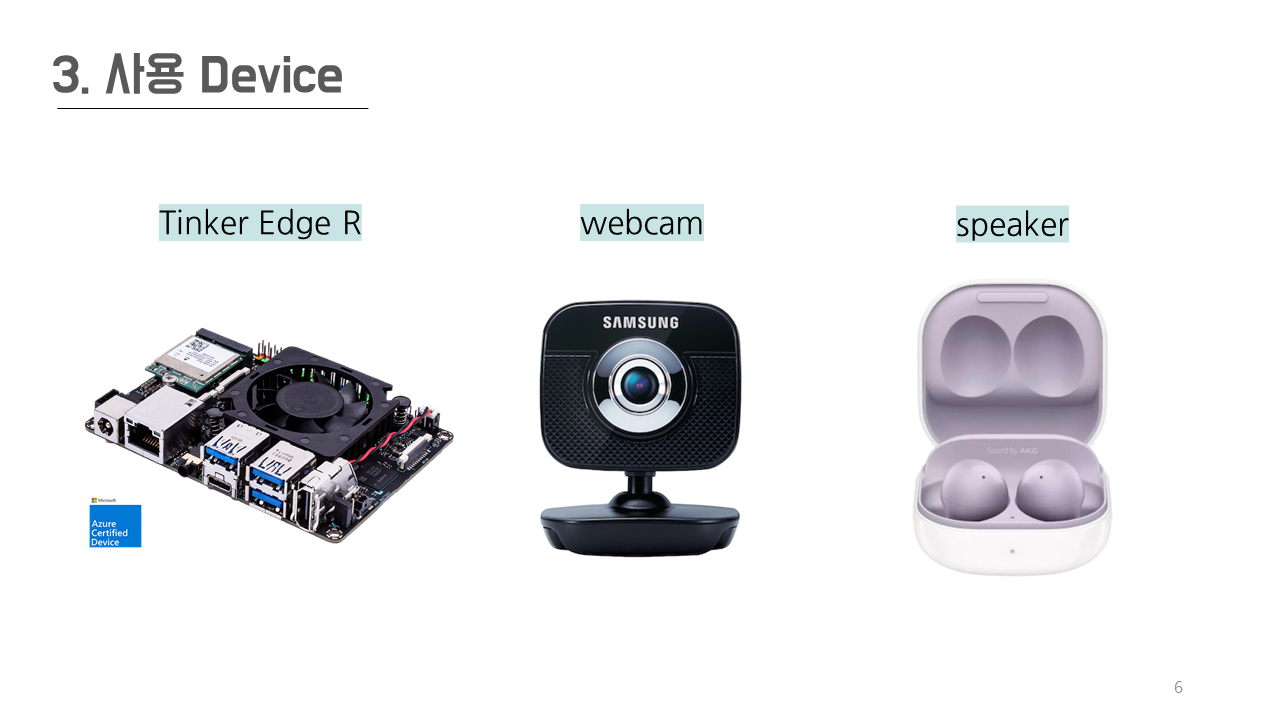 3. 사용 Device
Tinker Edge R
webcam
speaker
SAMSUNG
Sound by AKG
Microsoft
Azure
Certified
Device
6